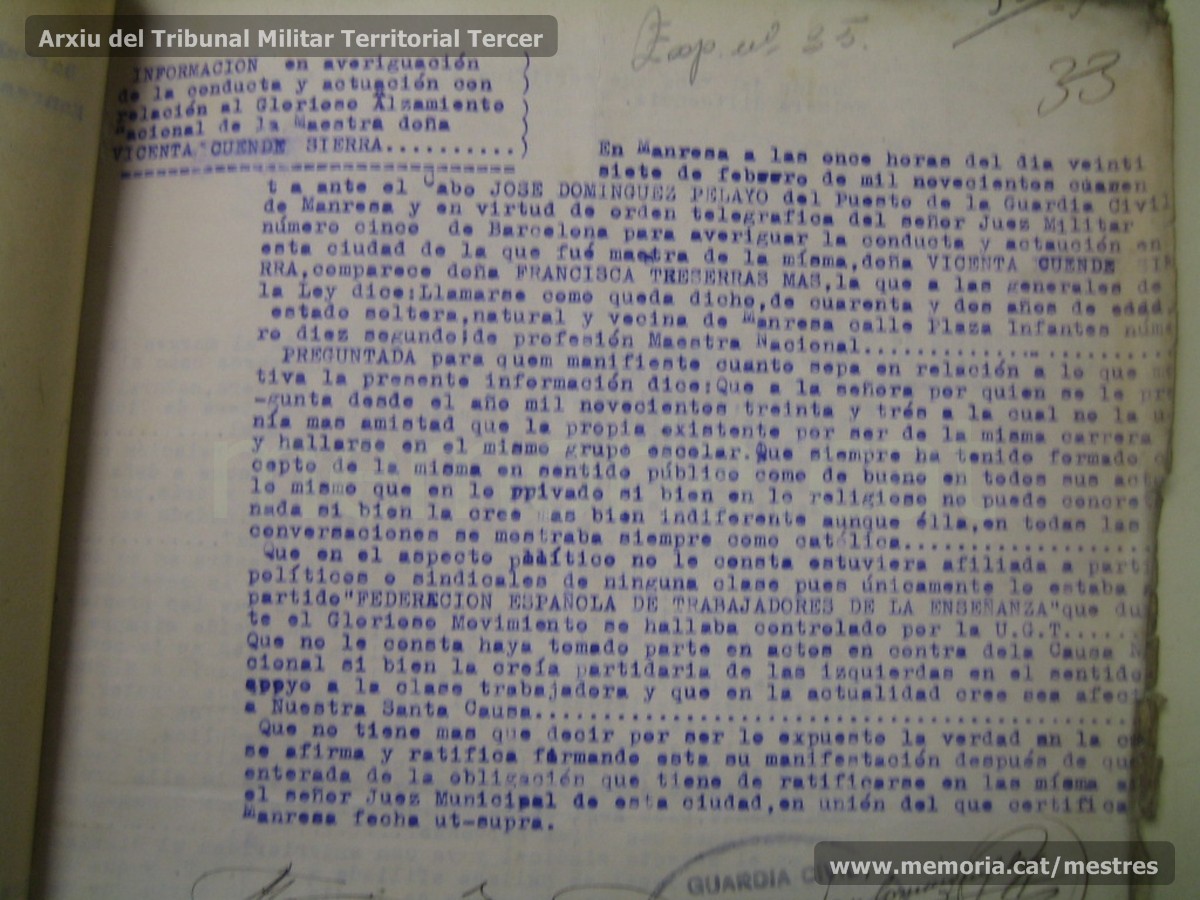 Arxiu del Tribunal Militar Territorial Tercer
Exp. nº 35.
33
INFORMACION en averiguación
de la conducta y actuación con
relación al Glorioso Alzamiento
Nacional de la Maestra doña
VICENTA CUENDE SIERRA..........
En Manresa a las once horas del dia veinti
siete de febrero de mil novecientos cuaren
t a ante el Cabo JOSE DOMINGUEZ PELAYO del Puesto de la Guardia Civil
de Manresa y en virtud de orden telegrafica del señor Juez Militar
número cinco de Barcelona para averiguar la conducta y actaución en
esta ciudad de la que fué maetra de la mísma,doña VICENTA CUENDE SIE
RRA,comparece doña FRANCISCA TRESERRAS MAS,la que a las generales de
la Ley dice:Llamarse como queda dicho,de cuarenta y dos años de edad
estado soltera,natural y vecina de Manresa calle Plaza Infantes núme
ro diez segundo;de profesión Maestra Nacional....................
PREGUNTADA para quem manifieste cuanto sepa en relación a lo que
tiva la presente información dice:Que a la señora por quien se le pre
-gunta desde el año mil novecientos treinta y trés a la cual no la u
nía mas amistad que la propia existente por ser de la misma carrera
y hallarse en el mismo grupo escolar.Que siempre ha tenido formado
cepto de la misma en sentido público como de bueno en todos sus act
lo mismo que en lo pprivado si bien en lo religioso no puede concre
nada si bien la cree mas bien indiferente aunque élla,en todas las
conversaciones se mostraba siempre como católica....................
Que en el aspecto político no le consta estuviera afiliada a parti
políticos o sindicales de ninguna clase pues únicamente lo estaba
partido"FEDERACION ESPAÑOLA DE TRABAJADORES DE LA ENSEÑANZA"que du
te el Glorioso Movimiento se hallaba controlado por la U.G.T......
Que no le consta haya tomado parte en actos en contra dela Causa N
cional si bien la creía partidaria de las izquierdas en el sentido
appyo a la clase trabajadora y que en la actualidad cree sea afect
a Nuestra Santa Causa........................................
Que no tiene mas que decir por ser lo expuesto la verdad en la
se afirma y ratifica firmando esta su manifestación después de que
enterada de la obligación que tiene de ratificarse en las mísma
el señor Juez Municipal de esta ciudad,en unión del que certifica
Manresa fecha ut-supra.
GUARDIA CIVIL
www.memoria.cat/mestres